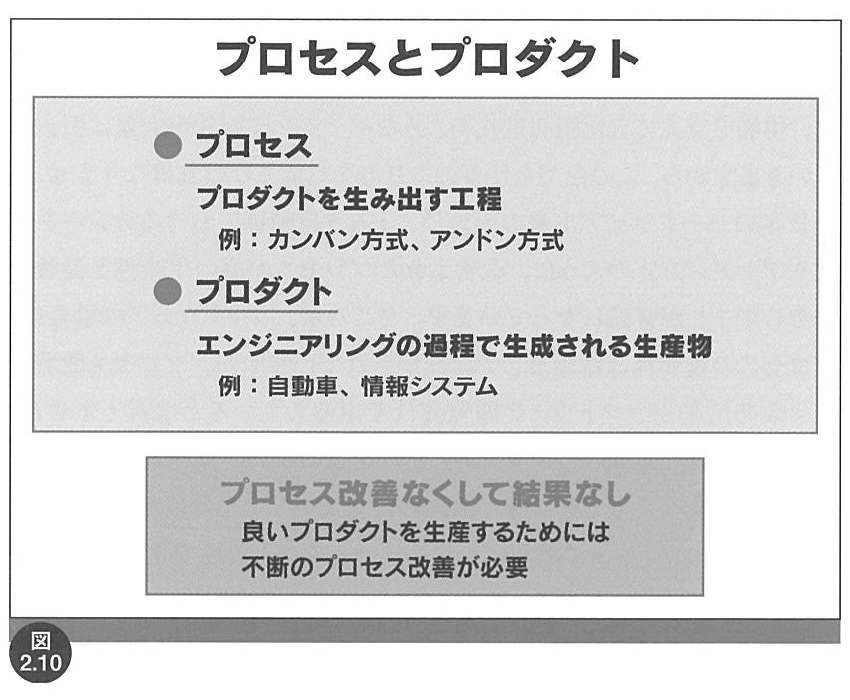 プロセスとプロダクト
● プロセス
プロダクトを生み出す工程
例：カンバン方式、アンドン方式
● プロダクト
エンジニアリングの過程で生成される生産物
例：自動車、情報システム
プロセス改善なくして結果なし
良いプロダクトを生産するためには
不断のプロセス改善が必要
図
2.10